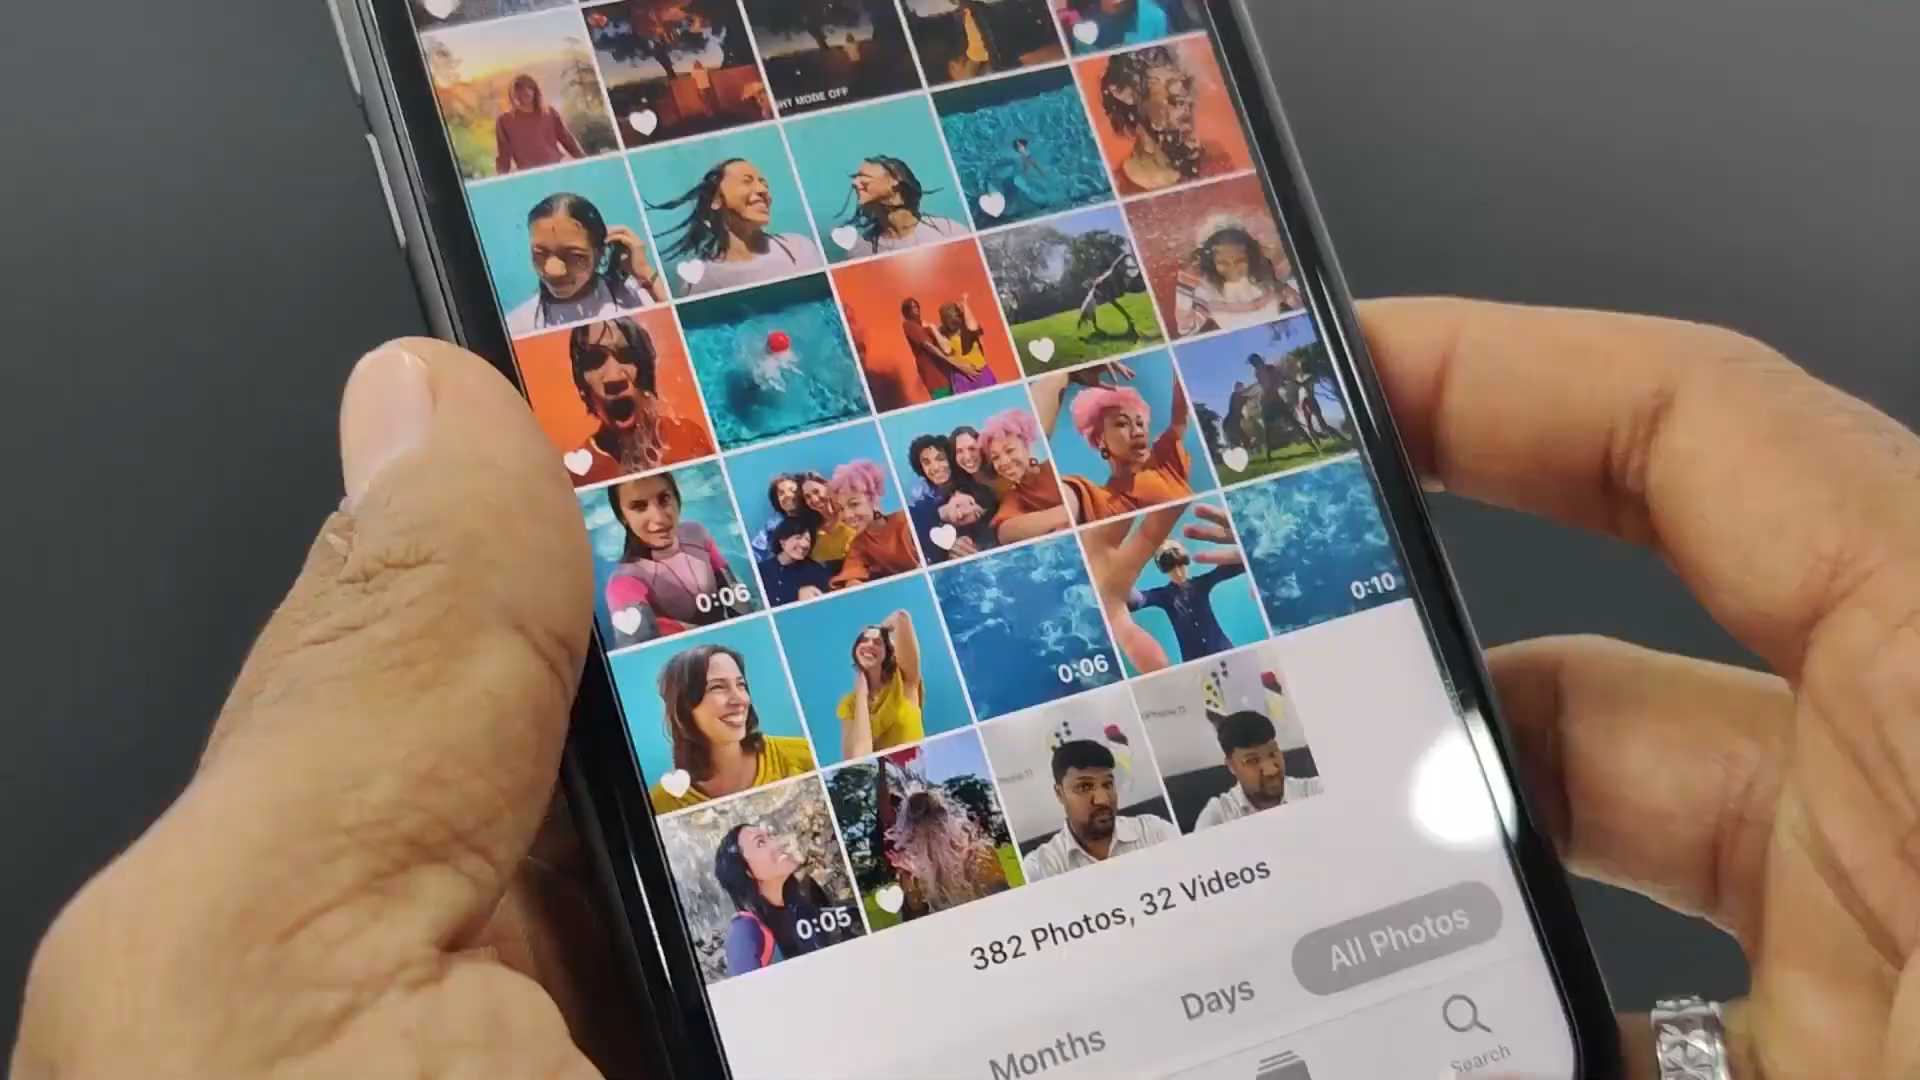 HT MODE OFF
0:06
0:10
0:06
0:05
382 Photos, 32 Videos
Months
Days
All Photos
Search